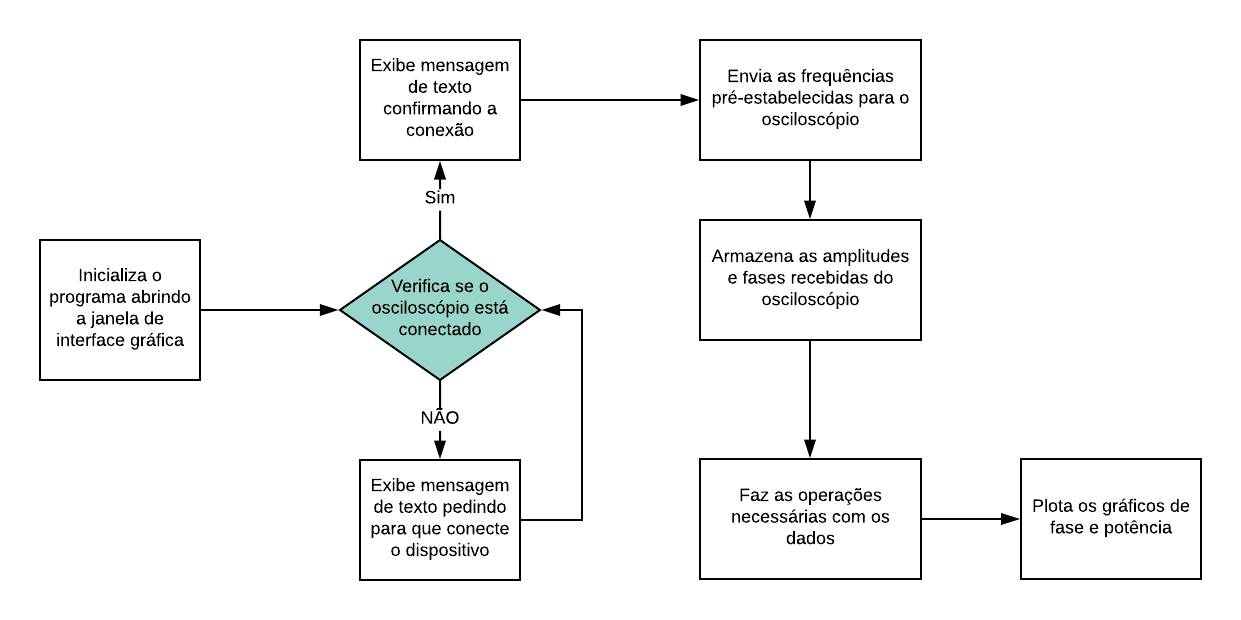 Inicializa o
programa abrindo
a janela de
interface gráfica
Verifica se o
osciloscópio está
conectado
Sim
Exibe mensagem
de texto
confirmando a
conexão
NÃO
Exibe mensagem
de texto pedindo
para que conecte
o dispositivo
Envia as frequências
pré-estabelecidas para o
osciloscópio
Armazena as amplitudes
e fases recebidas do
osciloscópio
Faz as operações
necessárias com os
dados
Plota os gráficos de
fase e potência